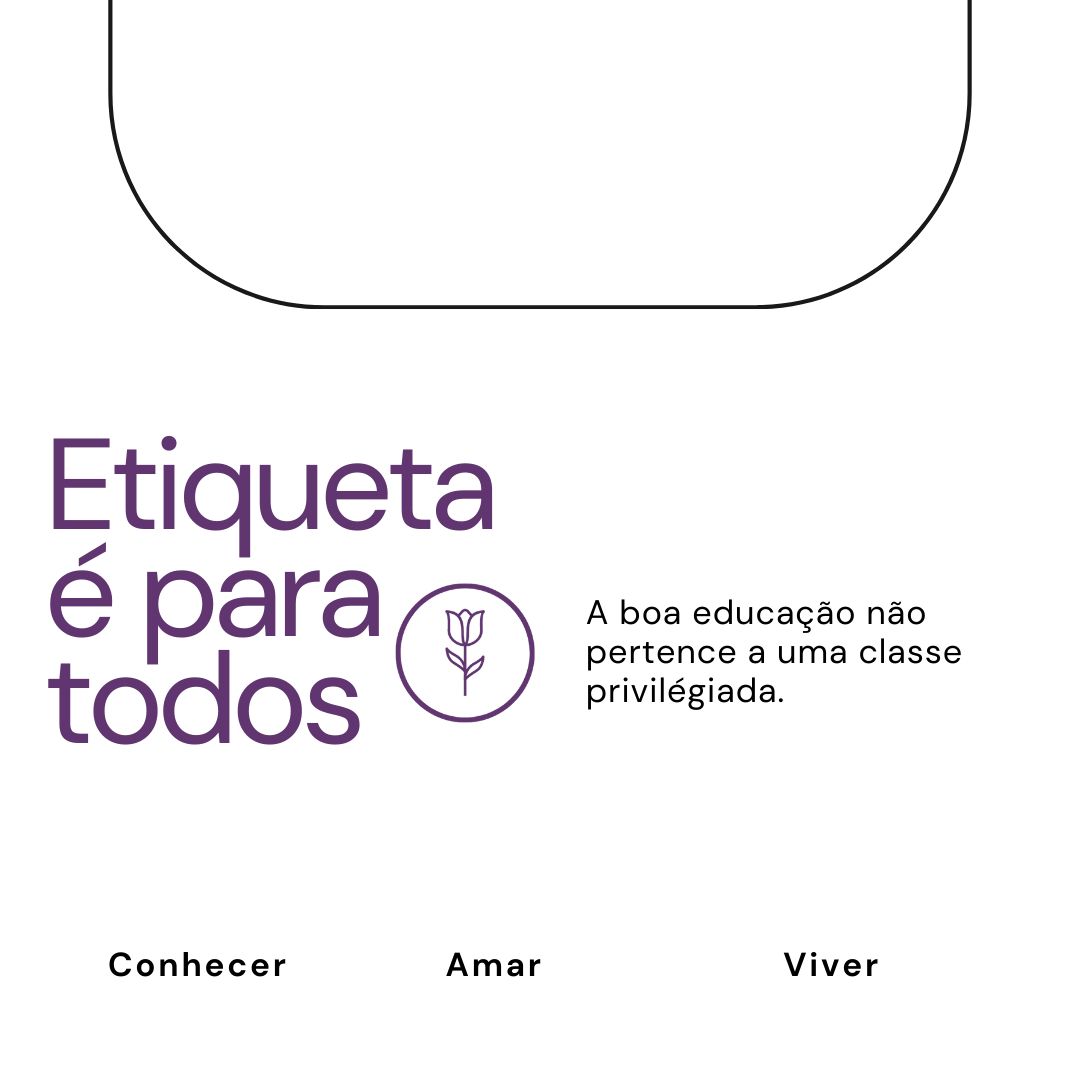 Etiqueta
é para
todos
A boa educação não
pertence a uma classe
privilégiada.
Conhecer
Amar
Viver